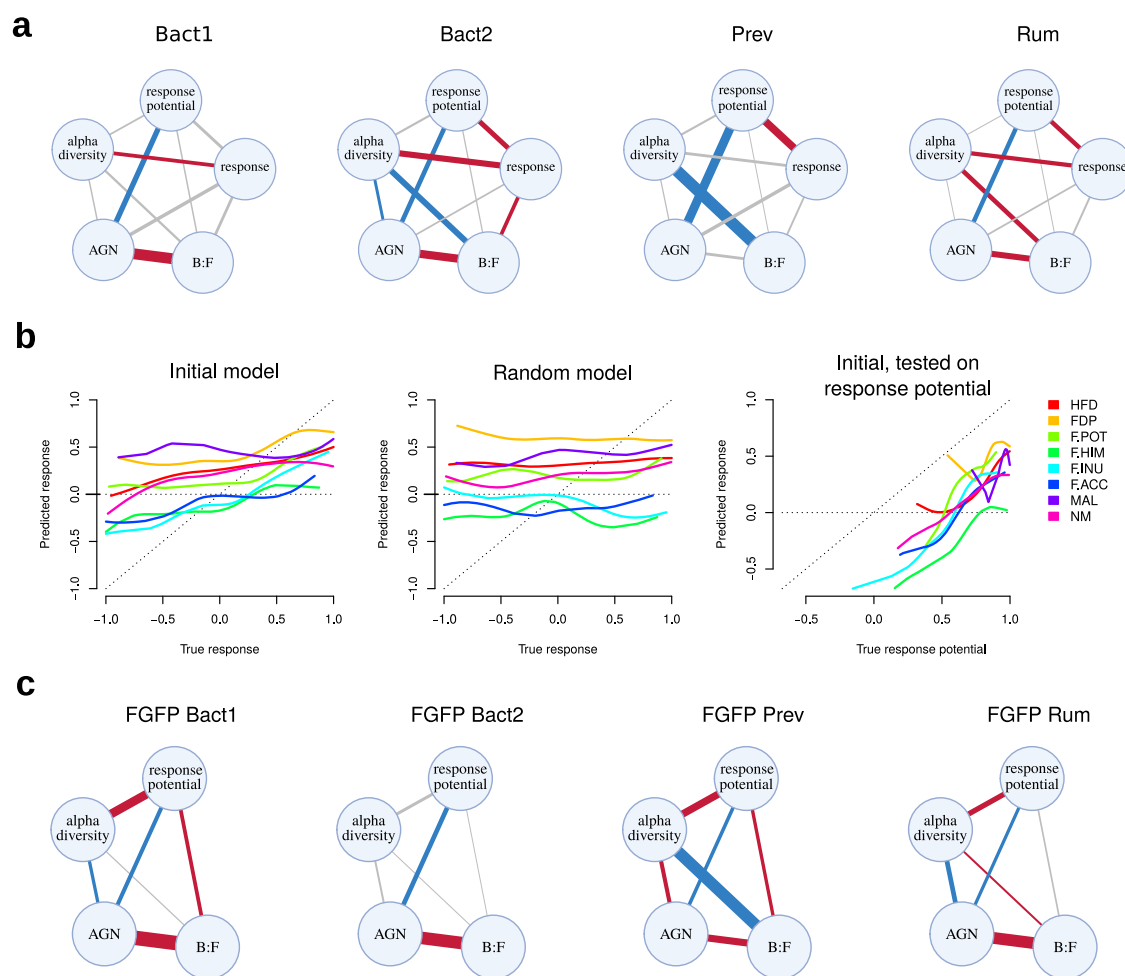 a
Bact1
Bact2
Prev
Rum
response
potential
alpha
diversity
response
AGN
B:F
response
potential
alpha
diversity
response
AGN
B:F
response
potential
alpha
diversity
response
AGN
B:F
response
potential
alpha
diversity
response
AGN
B:F
b
Initial model
Predicted response
1.0
0.5
0.0
−0.5
−1.0
−1.0
−0.5
0.0
0.5
1.0
True response
Random model
Predicted response
1.0
0.5
0.0
−0.5
−1.0
−1.0
−0.5
0.0
0.5
1.0
True response
Initial, tested on
response potential
Predicted response
1.0
0.5
0.0
−0.5
−0.5
0.0
0.5
1.0
True response potential
HFD
FDP
F.POT
F.HIM
F.INU
F.ACC
MAL
NM
c
FGFP Bact1
FGFP Bact2
FGFP Prev
FGFP Rum
response
potential
alpha
diversity
AGN
B:F
response
potential
alpha
diversity
AGN
B:F
response
potential
alpha
diversity
AGN
B:F
response
potential
alpha
diversity
AGN
B:F